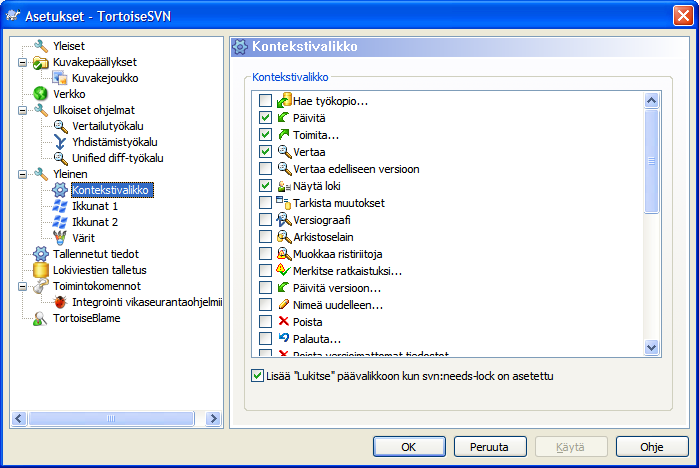 Asetukset - TortoiseSVN
Yleiset
Kuvakepäällykset
Kuvakejoukko
Verkko
Ulkoiset ohjelmat
Vertailutyökalu
Yhdistämistyökalu
Unified diff-työkalu
Yleinen
Kontekstivalikko
Ikkunat 1
Ikkunat 2
Värit
Tallennetut tiedot
Lokiviestien talletus
Toimintokomennot
Integrointi vikaseurantaohjelmii
TortoiseBlame
Kontekstivalikko
Kontekstivalikko
Hae työkopio...
Päivitä
Toimita...
Vertaa
Vertaa edelliseen versioon
Näytä loki
Tarkista muutokset
Versiograafi
Arkistoselain
Muokkaa ristiriitoja
Merkitse ratkaistuksi...
Päivitä versioon...
Nimeä uudelleen...
Poista
Palauta...
Poista versioimattomat tiedostot
Lisää "Lukitse" päävalikkoon kun svn:needs-lock on asetettu
OK
Peruuta
Käytä
Ohje